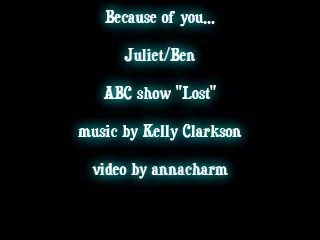 Because of you...
Juliet/Ben
ABC show "Lost"
music by Kelly Clarkson
video by annacharm